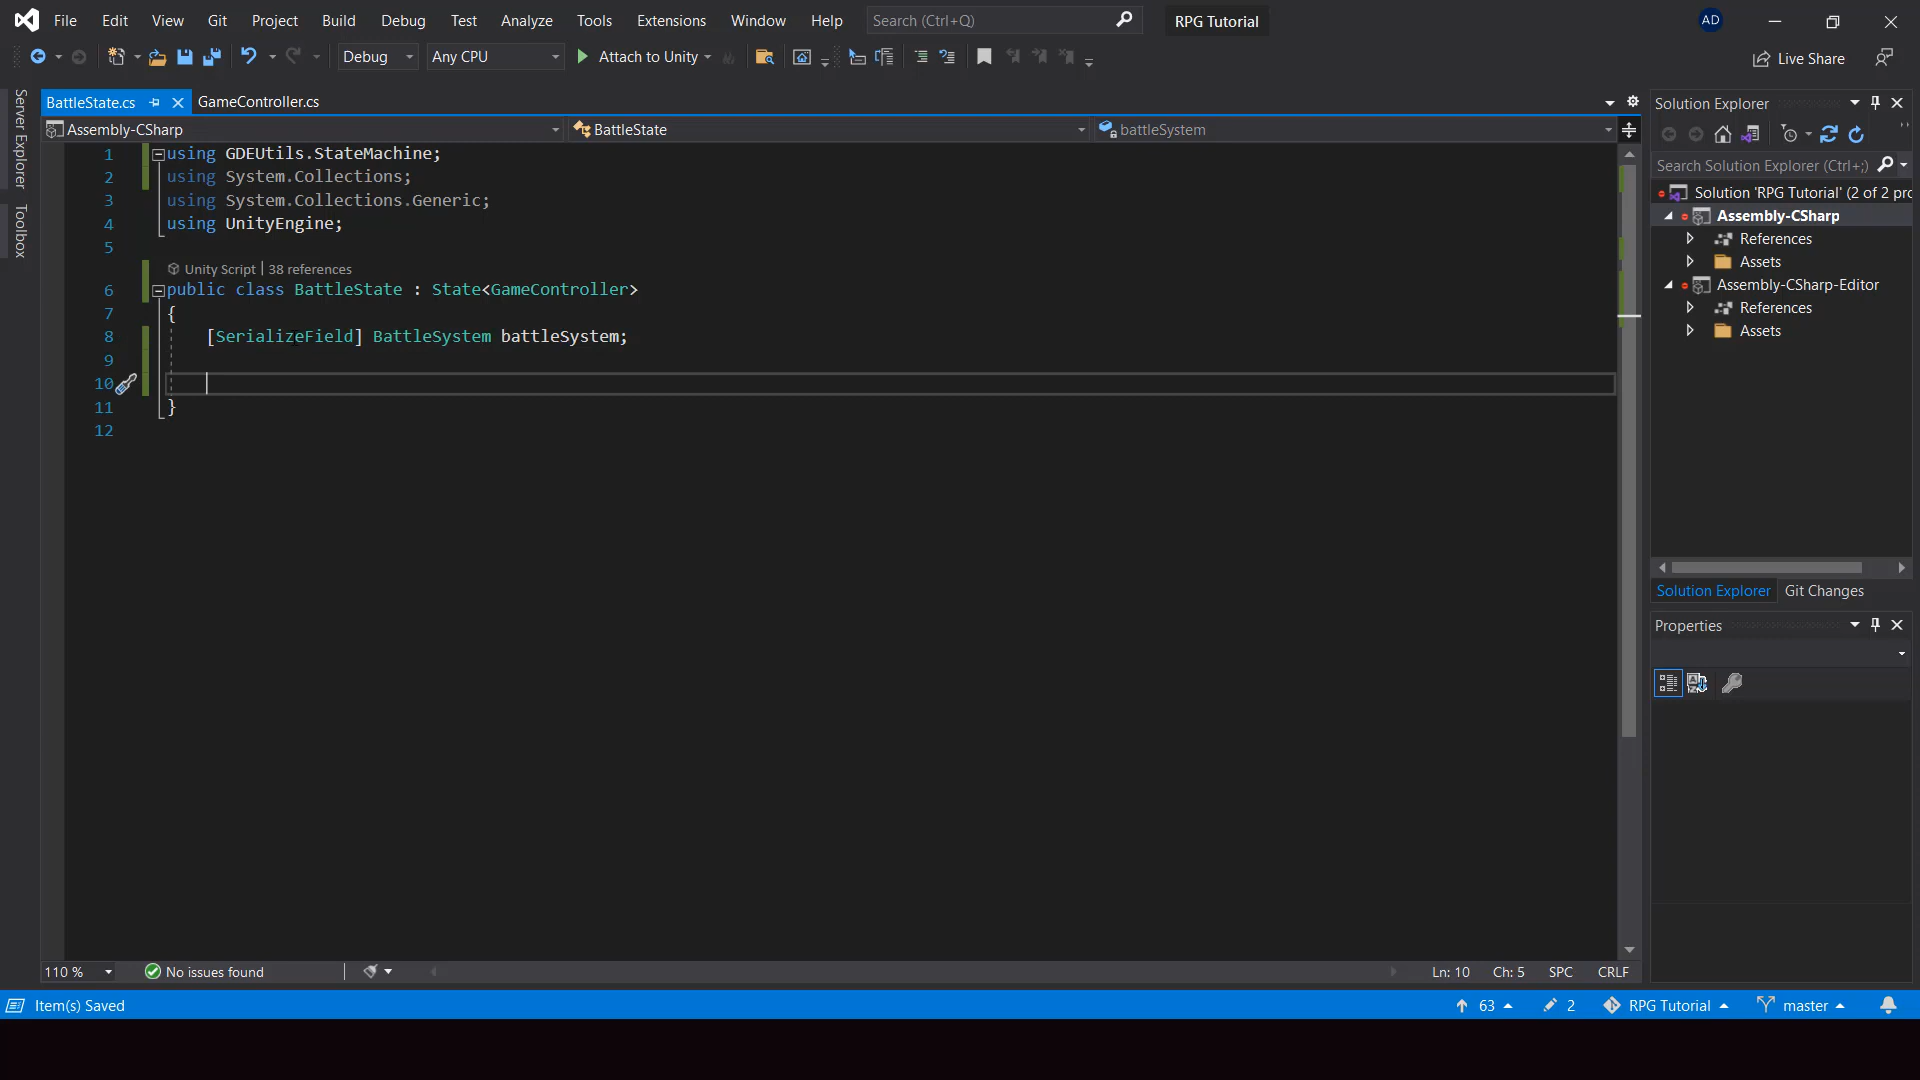 File Edit View Git Project Build Debug Test Analyze Tools Extensions Window Help Search (Ctrl+Q) RPG Tutorial AD
Debug Any CPU Attach to Unity Live Share
Server Explorer
Toolbox
BattleState.cs GameController.cs
Assembly-CSharp BattleState battleSystem
1 using GDEUtils.StateMachine;
2 using System.Collections;
3 using System.Collections.Generic;
4 using UnityEngine;
5
Unity Script | 38 references
6 public class BattleState : State<GameController>
7 {
8 [SerializeField] BattleSystem battleSystem;
9
10
11 }
12
Solution Explorer
Search Solution Explorer (Ctrl+;)
Solution 'RPG Tutorial' (2 of 2 pro
Assembly-CSharp
References
Assets
Assembly-CSharp-Editor
References
Assets
Solution Explorer Git Changes
Properties
110 % No issues found Ln: 10 Ch: 5 SPC CRLF
Item(s) Saved 63 2 RPG Tutorial master